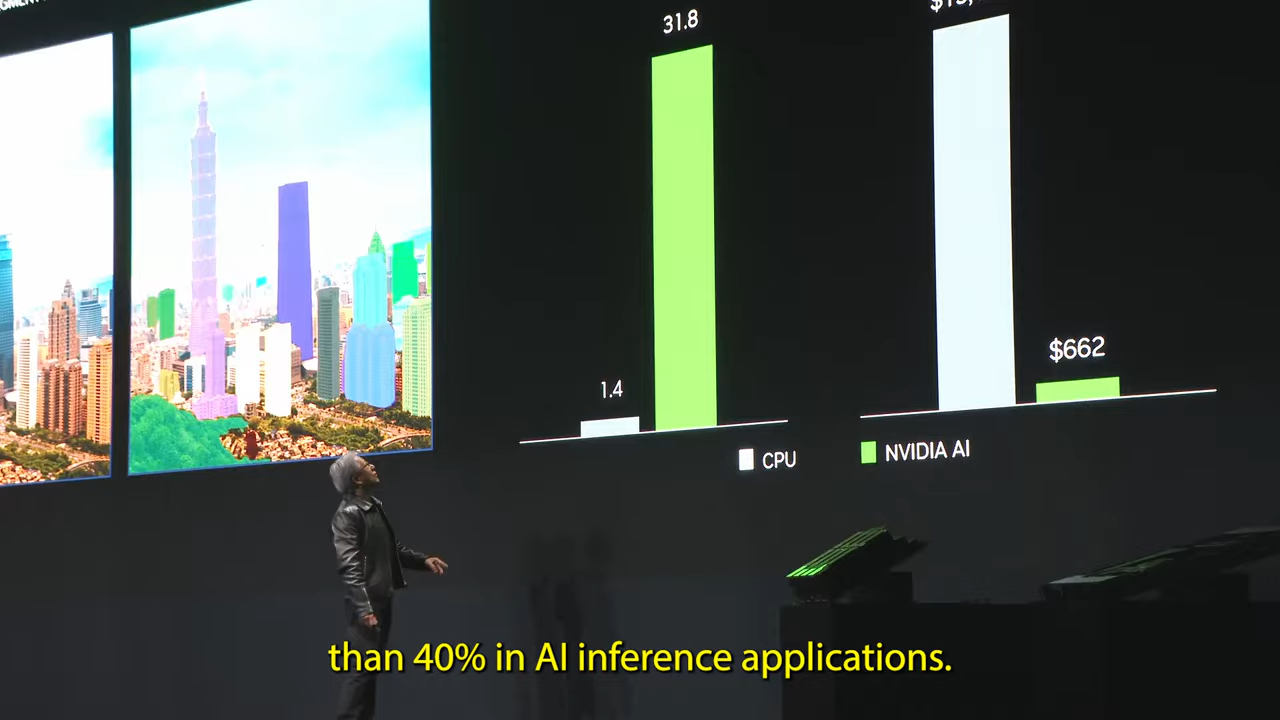 31.8
1.4
$662
CPU
NVIDIA AI
than 40% in AI inference applications.